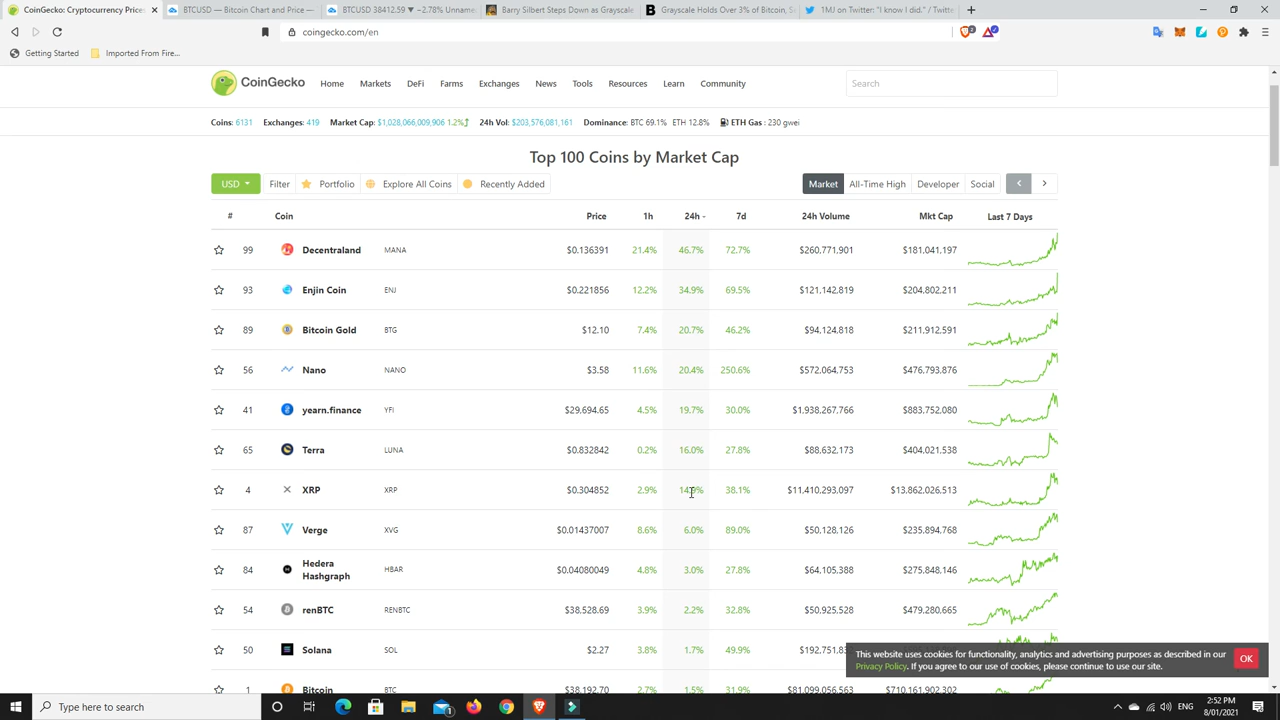 CoinGecko: Cryptocurrency Price: BTCUSD — Bitcoin Chart and Price — BTCUSD 38412.59 ▼ −2.78% Unname Barry Silbert Steps Down as Grayscale Grayscale Holds Over 3% of Bitcoin, S 1MJ on Twitter: "I know I did." / Twitte
coingecko.com/en
Getting Started Imported From Fire...
CoinGecko Home Markets DeFi Farms Exchanges News Tools Resources Learn Community Search
Coins: 6131 Exchanges: 419 Market Cap: $1,028,066,009,906 1.2% 24h Vol: $203,576,081,161 Dominance: BTC 69.1% ETH 12.8% ETH Gas: 230 gwei
Top 100 Coins by Market Cap
USD Filter Portfolio Explore All Coins Recently Added Market All-Time High Developer Social
# Coin Price 1h 24h 7d 24h Volume Mkt Cap Last 7 Days
99 Decentraland MANA $0.136391 21.4% 46.7% 72.7% $260,771,901 $181,041,197
93 Enjin Coin ENJ $0.221856 12.2% 34.9% 69.5% $121,142,819 $204,802,211
89 Bitcoin Gold BTG $12.10 7.4% 20.7% 46.2% $94,124,818 $211,912,591
56 Nano NANO $3.58 11.6% 20.4% 250.6% $572,064,753 $476,793,876
41 yearn.finance YFI $29,694.65 4.5% 19.7% 30.0% $1,938,267,766 $883,752,080
65 Terra LUNA $0.832842 0.2% 16.0% 27.8% $88,632,173 $404,021,538
4 XRP XRP $0.304852 2.9% 38.1% $11,410,293,097 $13,862,026,513
87 Verge XVG $0.01437007 8.6% 6.0% 89.0% $50,128,126 $235,894,768
84 Hedera Hashgraph HBAR $0.04080049 4.8% 3.0% 27.8% $64,105,388 $275,848,146
54 renBTC RENBTC $38,528.69 3.9% 2.2% 32.8% $50,925,528 $479,280,665
50 Solana SOL $2.27 3.8% 1.7% 49.9%
1 Bitcoin BTC $38,192.70 2.7% 1.5% 31.9% $81,099,056,563 $710,161,902,302
This website uses cookies for functionality, analytics and advertising purposes as described in our
Privacy Policy. If you agree to our use of cookies, please continue to use our site. OK
Type here to search ENG 2:52 PM
8/01/2021